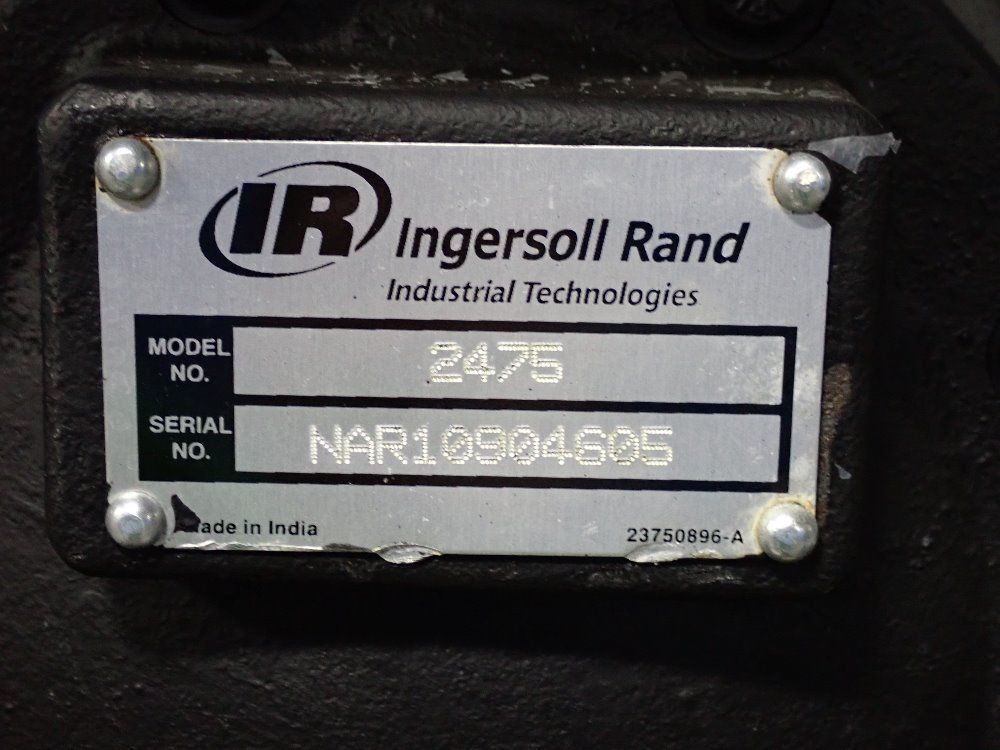 IR Ingersoll Rand
Industrial Technologies
MODEL NO. 2475
SERIAL NO. NAR10904605
Made in India 23750896-A